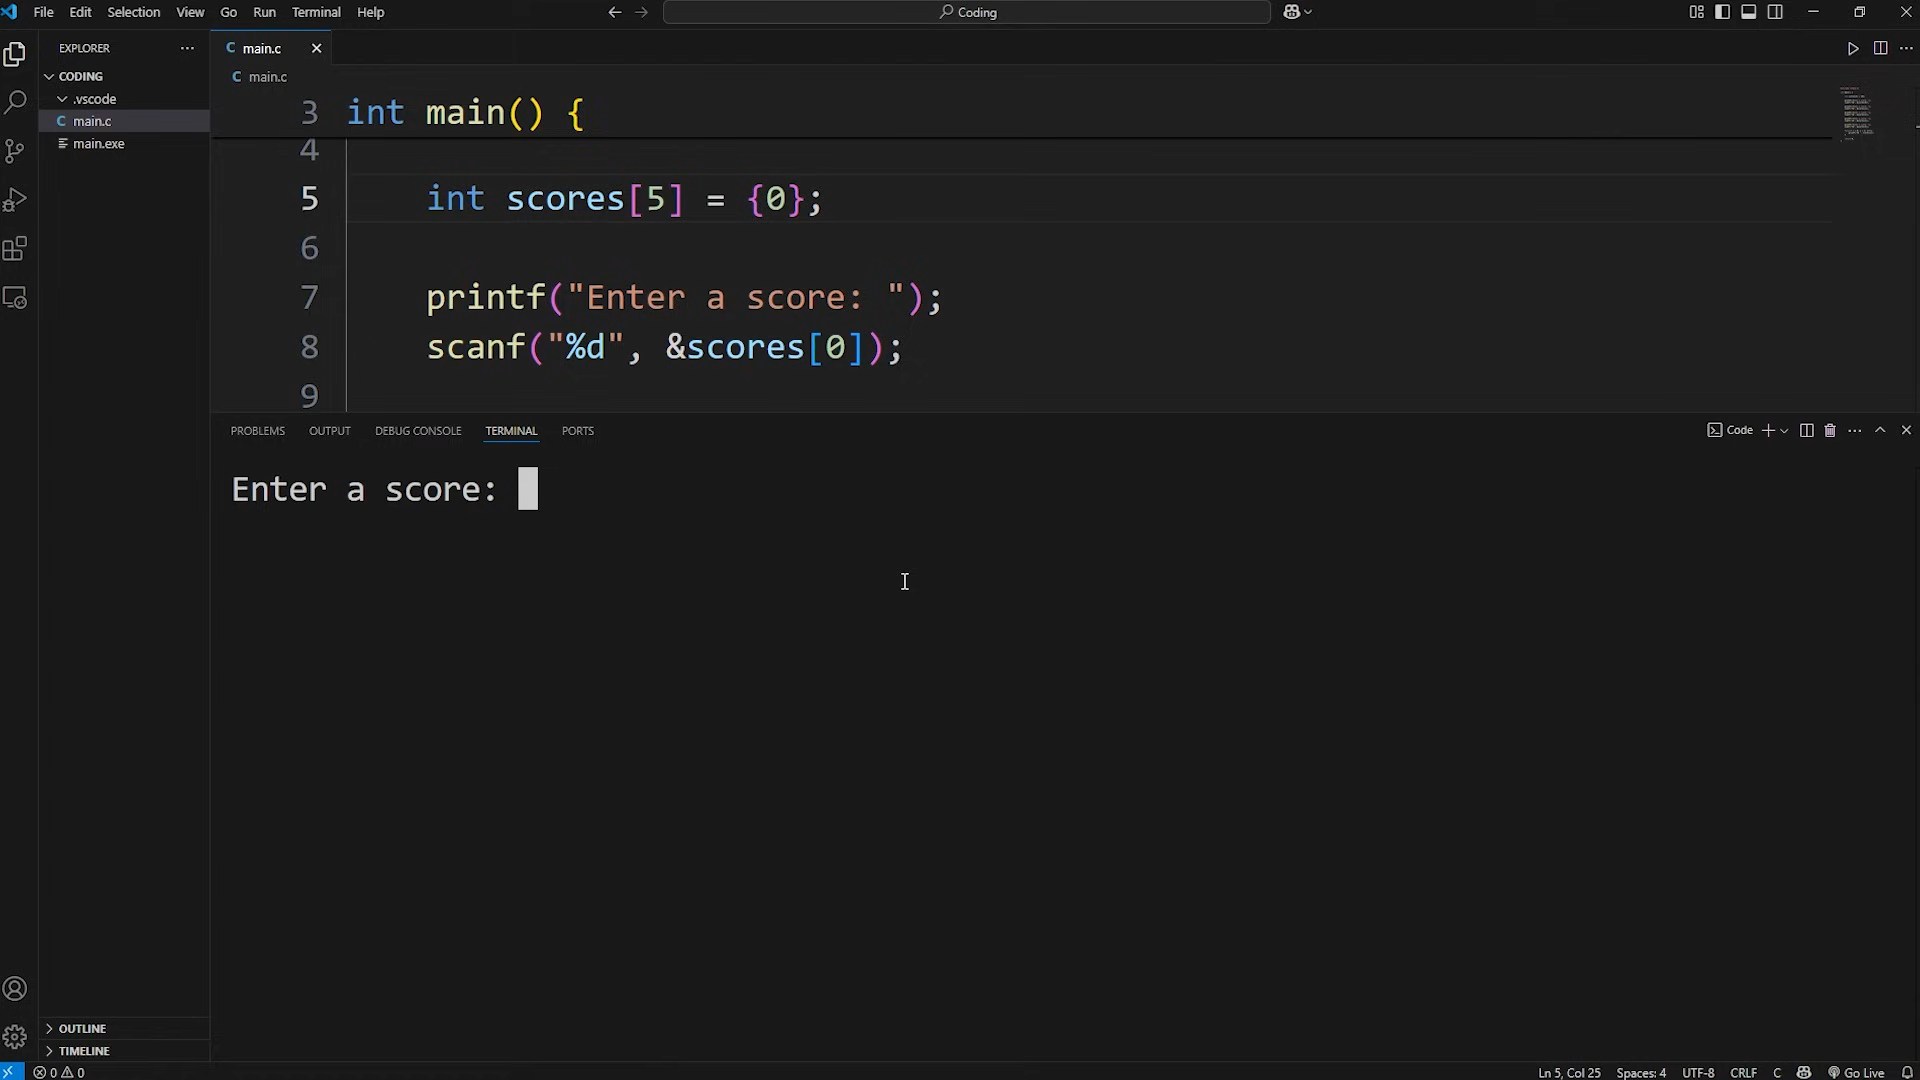 File Edit Selection View Go Run Terminal Help
Coding
EXPLORER
CODING
.vscode
C main.c
main.exe
OUTLINE
TIMELINE
C main.c
C main.c
3 int main() {
4
5 int scores[5] = {0};
6
7 printf("Enter a score: ");
8 scanf("%d", &scores[0]);
9
PROBLEMS OUTPUT DEBUG CONSOLE TERMINAL PORTS
Code
Enter a score:
0 0
Ln 5, Col 25 Spaces: 4 UTF-8 CRLF C Go Live